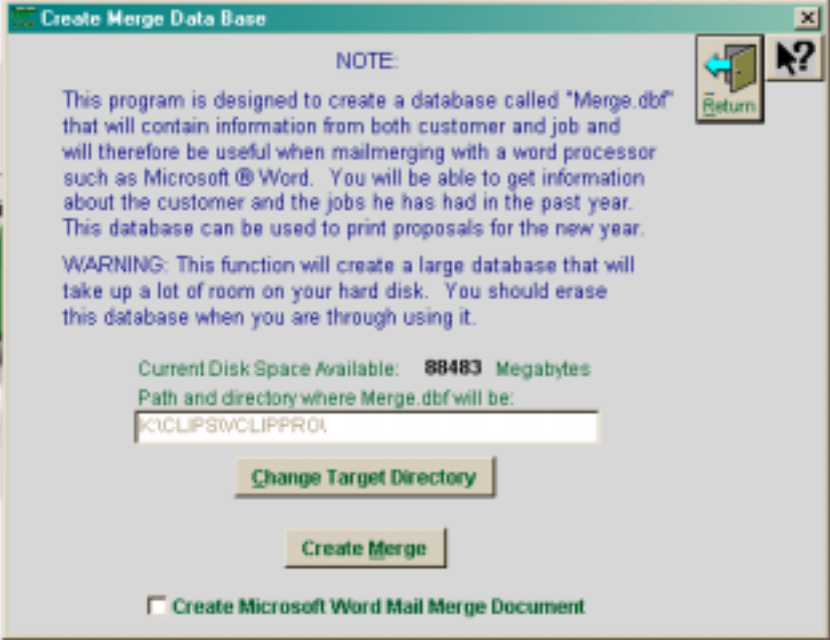 Create Merge Data Base
NOTE:
Return
This program is designed to create a database called "Merge.dbf"
that will contain information from both customer and job and
will therefore be useful when mailmerging with a word processor
such as Microsoft ® Word. You will be able to get information
about the customer and the jobs he has had in the past year.
This database can be used to print proposals for the new year.
WARNING: This function will create a large database that will
take up a lot of room on your hard disk. You should erase
this database when you are through using it.
Current Disk Space Available: 88483 Megabytes
Path and directory where Merge.dbf will be:
K:\CLIPSWCLIPPRO\
Change Target Directory
Create Merge
Create Microsoft Word Mail Merge Document